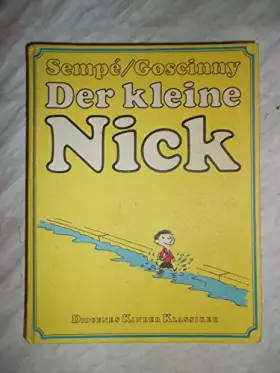 Sempé/Goscinny
Der kleine
Nick
Diogenes Kinder Klassiker